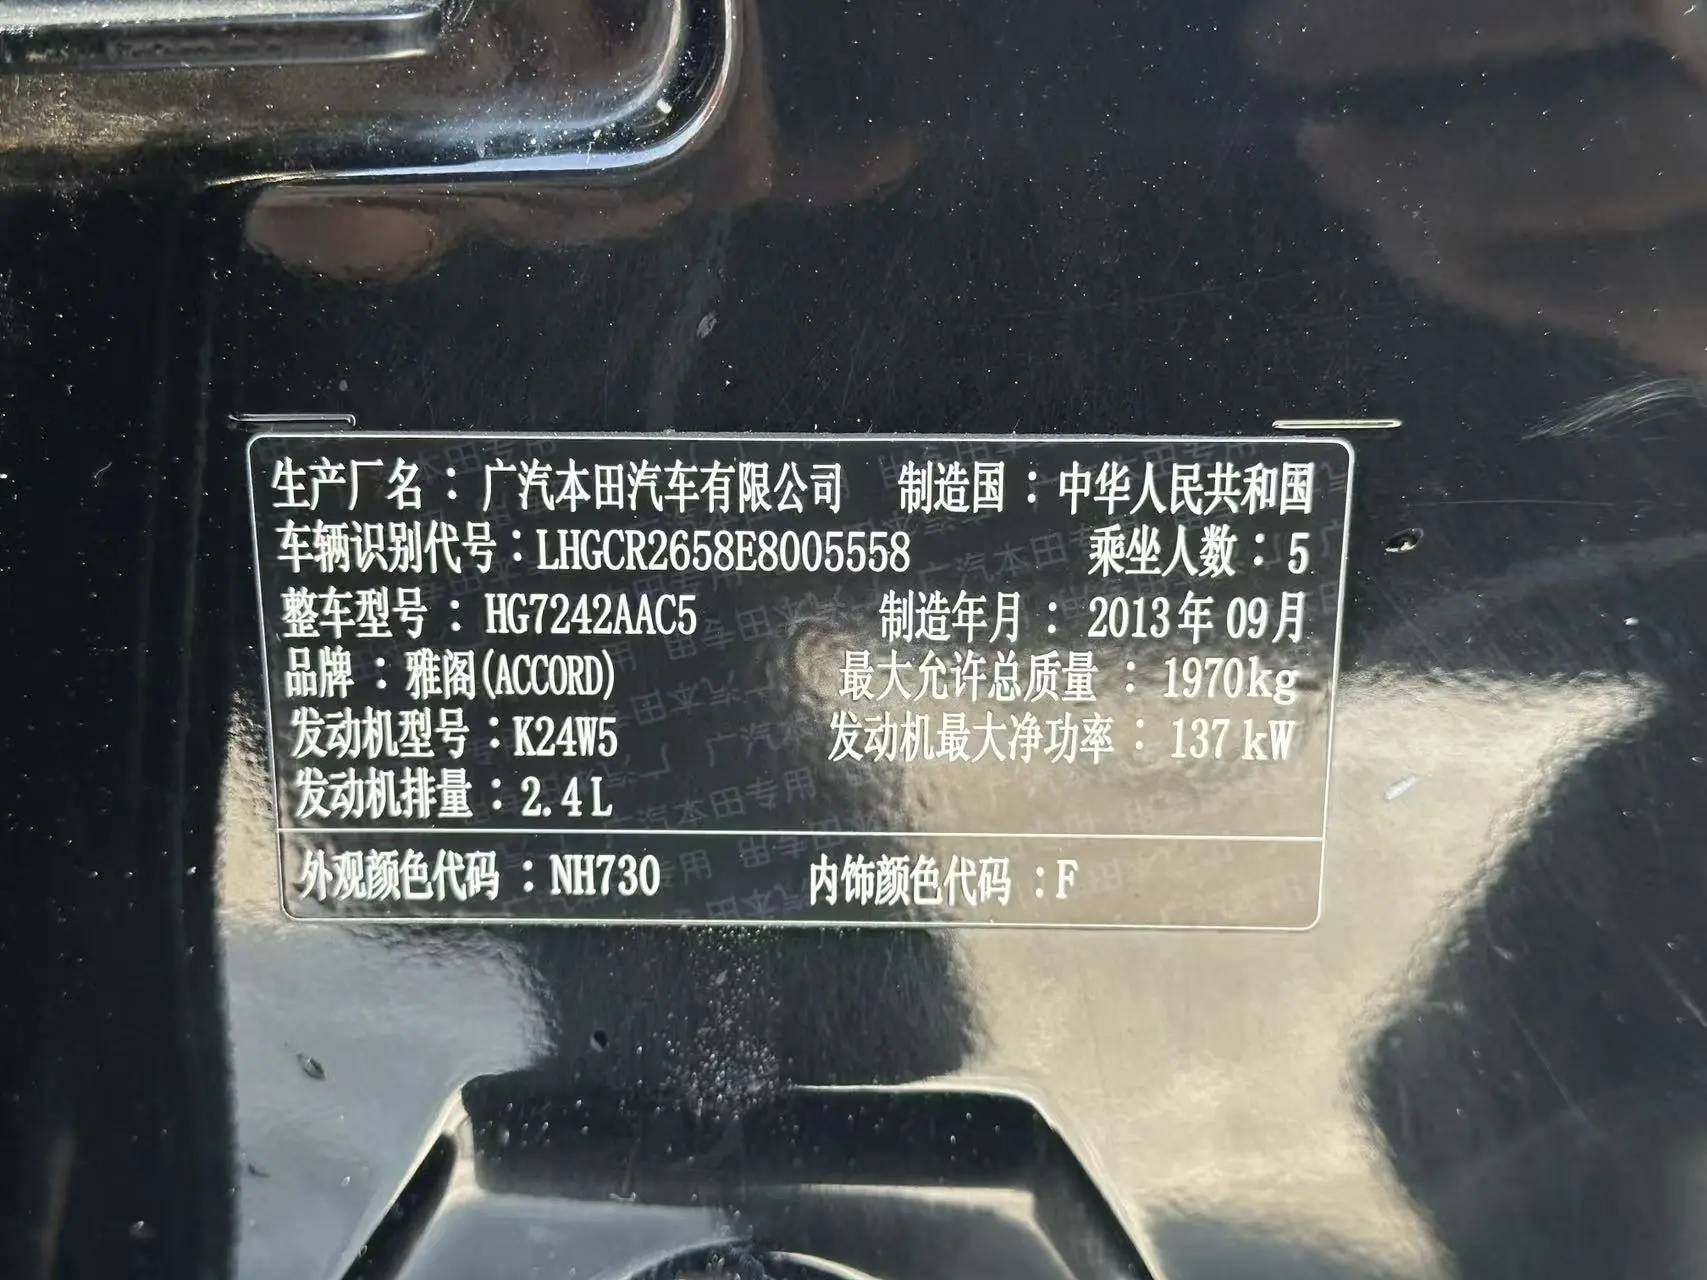 生产厂名：广汽本田汽车有限公司 制造国：中华人民共和国
车辆识别代号：LHGCR2658E8005558 乘坐人数：5
整车型号：HG7242AAC5 制造年月：2013年09月
品牌：雅阁(ACCORD) 最大允许总质量：1970kg
发动机型号：K24W5 发动机最大净功率：137kW
发动机排量：2.4L
外观颜色代码：NH730 内饰颜色代码：F